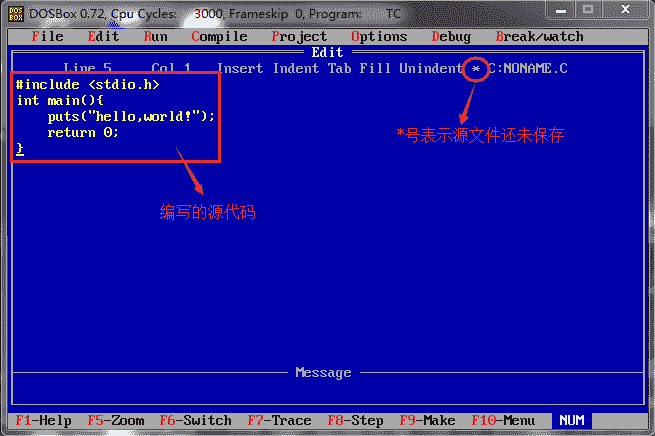 DOSBox 0.72, Cpu Cycles: 3000, Frameskip 0, Program: TC
File Edit Run Compile Project Options Debug Break/watch
Edit
Line 5 Col 1 Insert Indent Tab Fill Unindent * C:NONAME.C
#include <stdio.h>
int main(){
puts("hello,world!");
return 0;
}
*号表示源文件还未保存
编写的源代码
Message
F1-Help F5-Zoom F6-Switch F7-Trace F8-Step F9-Make F10-Menu NUM